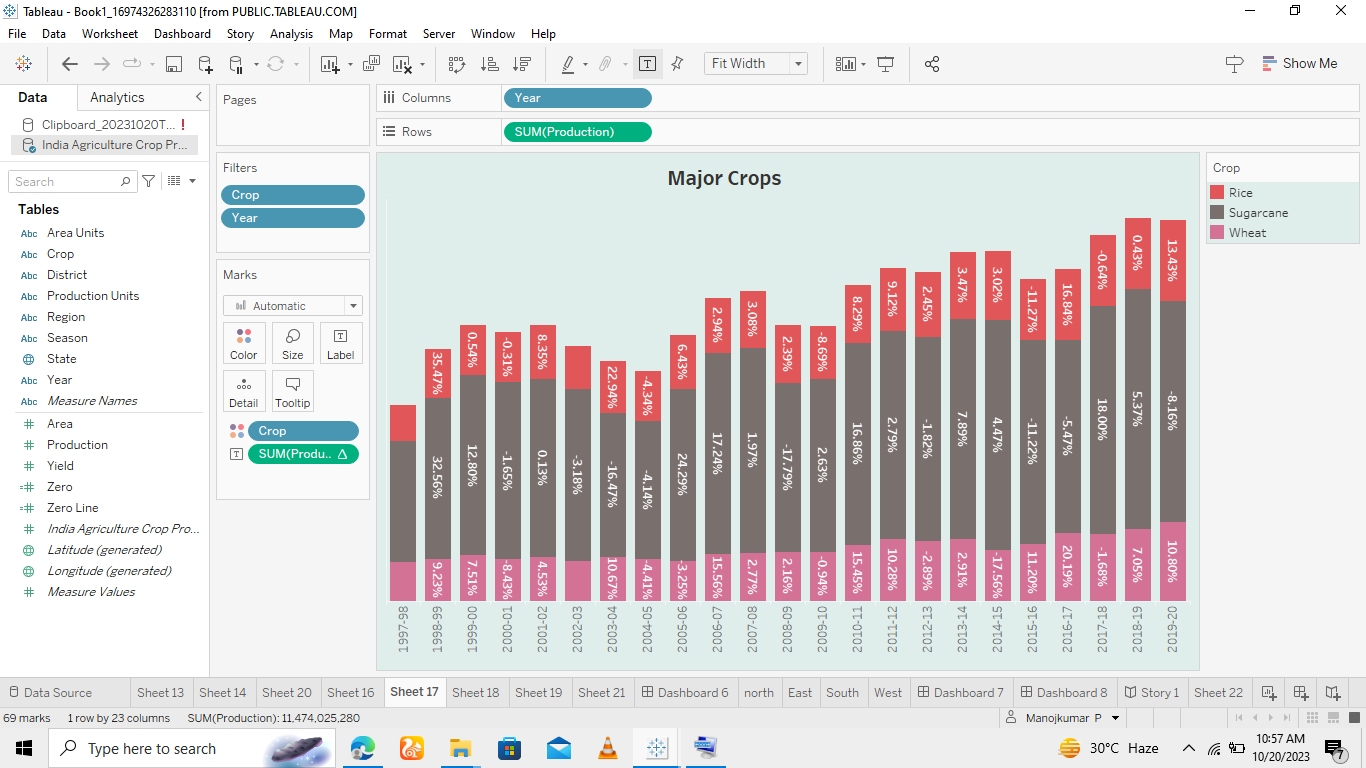 Tableau - Book1_16974326283110 [from PUBLIC.TABLEAU.COM]
File Data Worksheet Dashboard Story Analysis Map Format Server Window Help
Fit Width
Show Me
Data Analytics
Clipboard_20231020T... !
India Agriculture Crop Pr...
Search
Tables
Abc Area Units
Abc Crop
Abc District
Abc Production Units
Abc Region
Abc Season
State
Abc Year
Abc Measure Names
# Area
# Production
# Yield
=# Zero
=# Zero Line
# India Agriculture Crop Pro...
Latitude (generated)
Longitude (generated)
# Measure Values
Pages
Filters
Crop
Year
Marks
Automatic
Color Size Label
Detail Tooltip
Crop
SUM(Produ.. Δ
Columns Year
Rows SUM(Production)
Major Crops
35.47% 0.54% -0.31% 8.35% 22.94% -4.34% 6.43% 2.94% 3.08% 2.39% -8.69% 8.29% 9.12% 2.45% 3.47% 3.02% -11.27% 16.84% -0.64% 0.43% 13.43%
32.56% 12.80% -1.65% 0.13% -3.18% -16.47% -4.14% 24.29% 17.24% 1.97% -17.79% 2.63% 16.86% 2.79% -1.82% 7.89% 4.47% -11.22% -5.47% 18.00% 5.37% -8.16%
9.23% 7.51% -8.43% 4.53% 10.67% -4.41% -3.25% 15.56% 2.77% 2.16% -0.94% 15.45% 10.28% -2.89% 2.91% -17.56% 11.20% 20.19% -1.68% 7.05% 10.80%
1997-98 1998-99 1999-00 2000-01 2001-02 2002-03 2003-04 2004-05 2005-06 2006-07 2007-08 2008-09 2009-10 2010-11 2011-12 2012-13 2013-14 2014-15 2015-16 2016-17 2017-18 2018-19 2019-20
Crop
Rice
Sugarcane
Wheat
Data Source Sheet 13 Sheet 14 Sheet 20 Sheet 16 Sheet 17 Sheet 18 Sheet 19 Sheet 21 Dashboard 6 north East South West Dashboard 7 Dashboard 8 Story 1 Sheet 22
69 marks 1 row by 23 columns SUM(Production): 11,474,025,280 Manojkumar P
Type here to search
30°C Haze
10:57 AM
10/20/2023
7